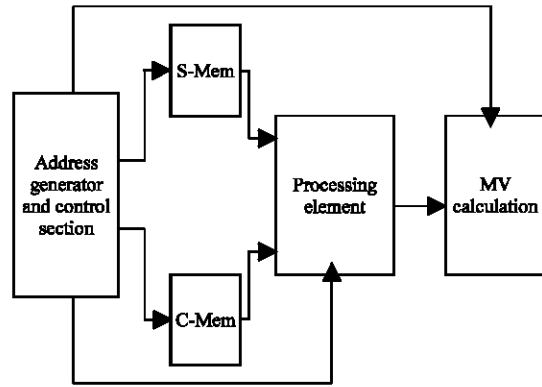 S-Mem
Address
generator
and control
section
Processing
element
MV
calculation
C-Mem